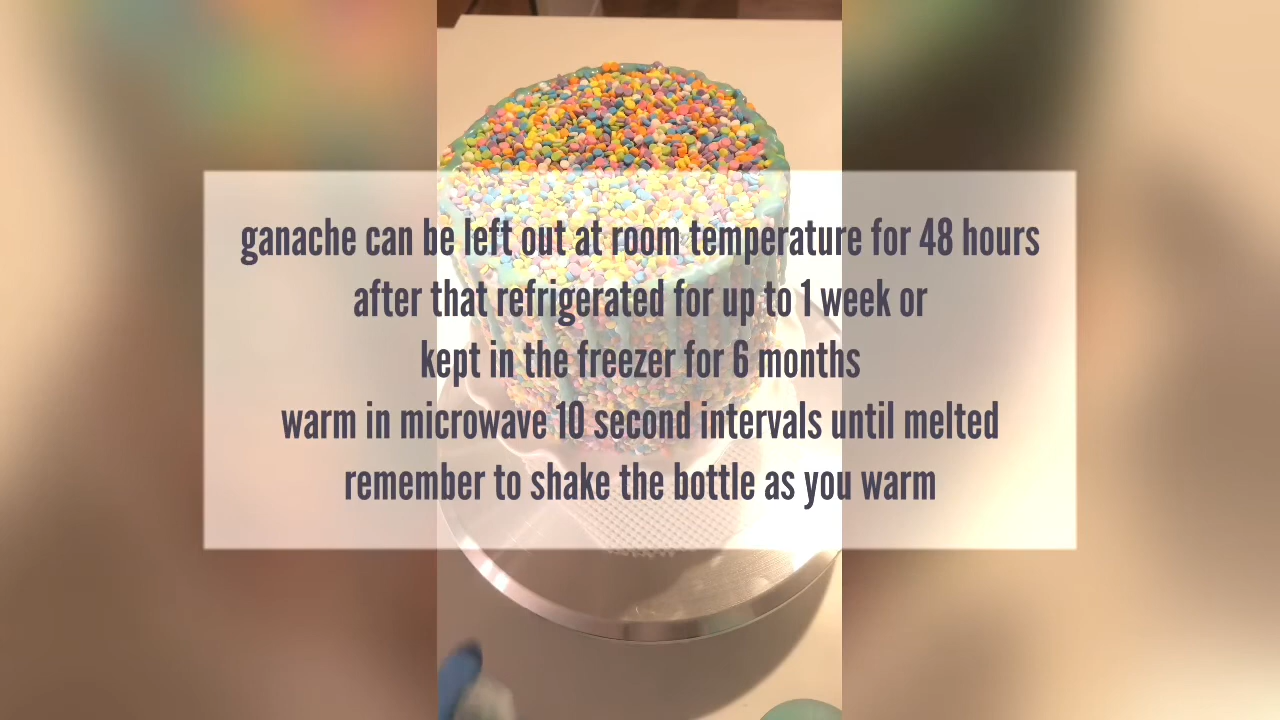 ganache can be left out at room temperature for 48 hours
after that refrigerated for up to 1 week or
kept in the freezer for 6 months
warm in microwave 10 second intervals until melted
remember to shake the bottle as you warm